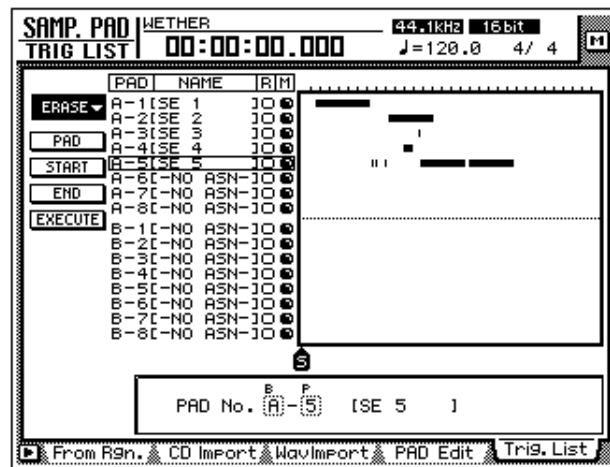 SAMP. PAD WETHER 44.1kHz 16bit
TRIG LIST 00:00:00.000 ♩=120.0 4/ 4 M
PAD NAME R M
ERASE
PAD
START
END
EXECUTE
A-1[SE 1 ]
A-2[SE 2 ]
A-3[SE 3 ]
A-4[SE 4 ]
A-5[SE 5 ]
A-6[-NO ASN-]
A-7[-NO ASN-]
A-8[-NO ASN-]
B-1[-NO ASN-]
B-2[-NO ASN-]
B-3[-NO ASN-]
B-4[-NO ASN-]
B-5[-NO ASN-]
B-6[-NO ASN-]
B-7[-NO ASN-]
B-8[-NO ASN-]
S
B P
PAD No. A-5 [SE 5 ]
From Rgn. CD Import WavImport PAD Edit Trig. List